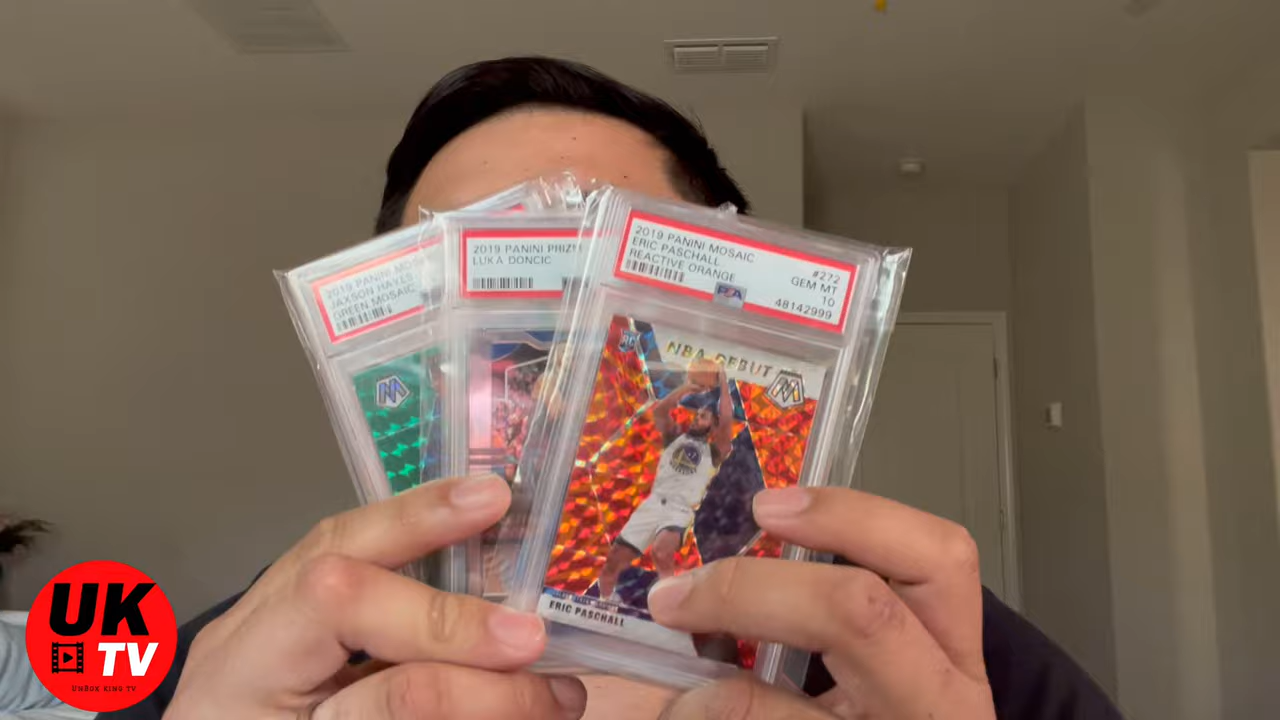 2019 PANINI MOSAIC
JAXSON HAYES
GREEN MOSAIC
2019 PANINI PRIZM
LUKA DONCIC
2019 PANINI MOSAIC #272
ERIC PASCHALL GEM MT
REACTIVE ORANGE 10
PSA 48142999
RC NBA DEBUT
ERIC PASCHALL
UK
TV
UNBOX KING TV